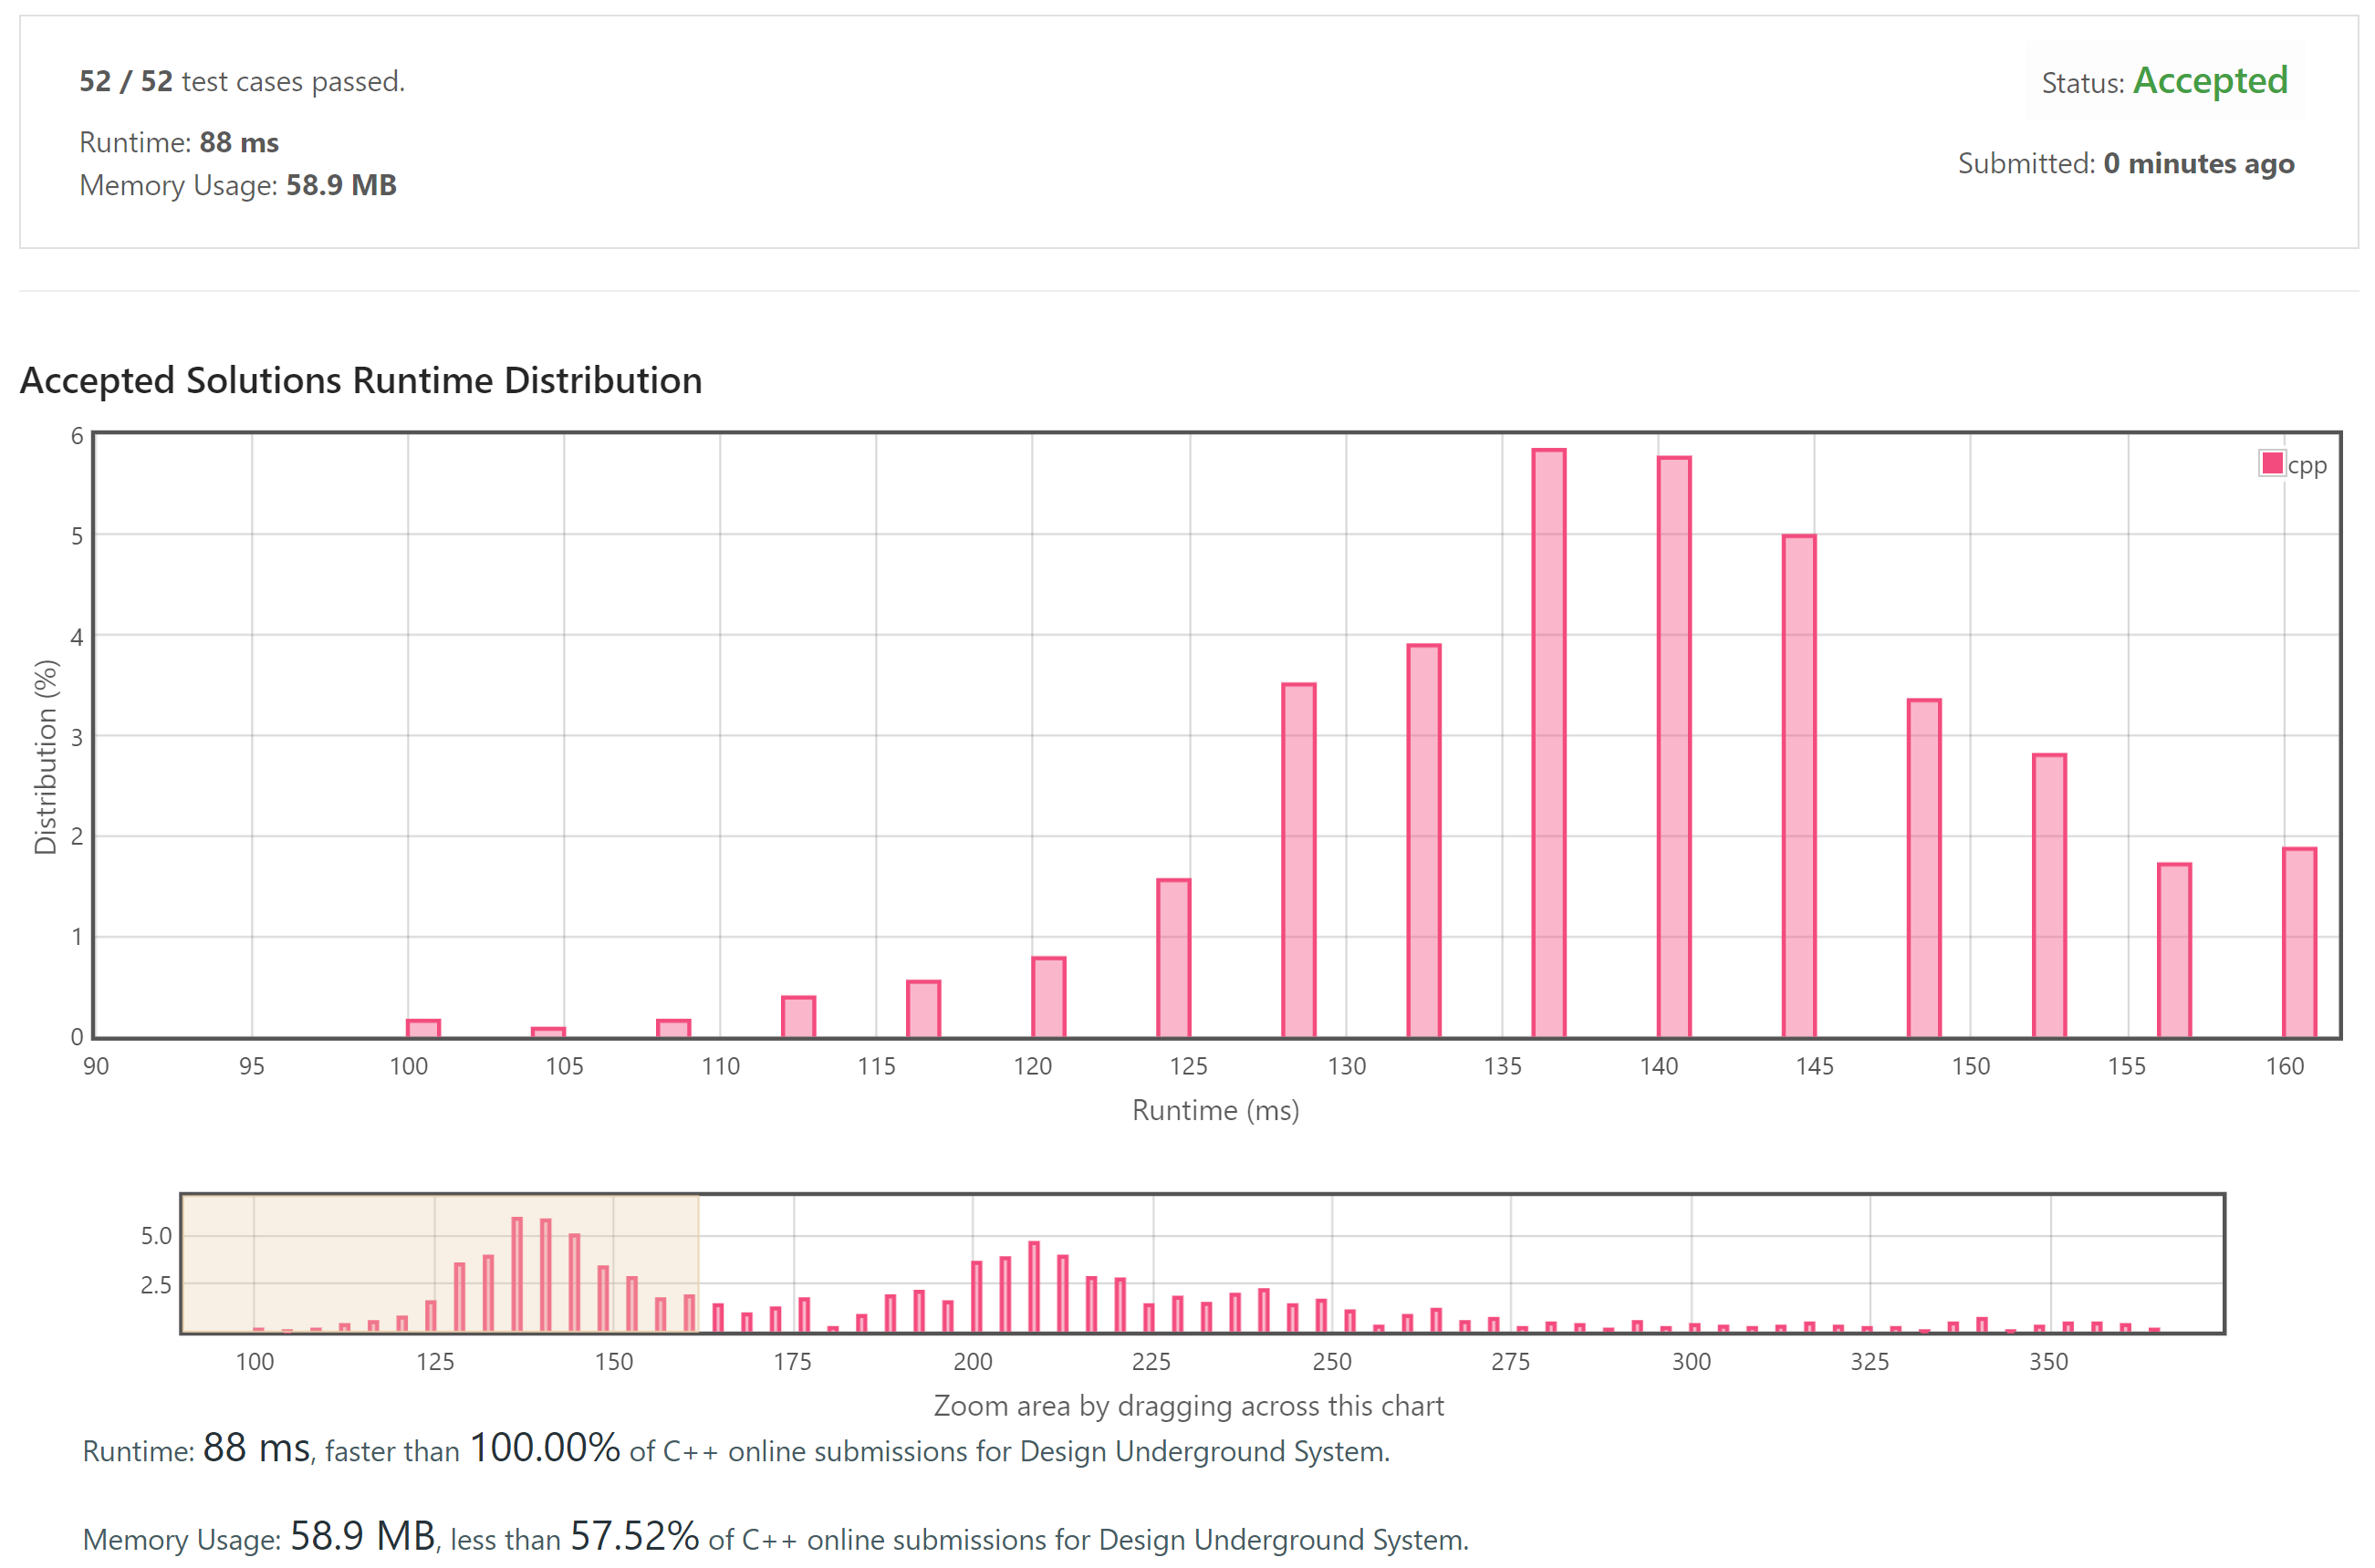 52 / 52 test cases passed.
Status: Accepted
Runtime: 88 ms
Memory Usage: 58.9 MB
Submitted: 0 minutes ago
Accepted Solutions Runtime Distribution
cpp
6
5
4
3
2
1
0
Distribution (%)
90 95 100 105 110 115 120 125 130 135 140 145 150 155 160
Runtime (ms)
5.0
2.5
100 125 150 175 200 225 250 275 300 325 350
Zoom area by dragging across this chart
Runtime: 88 ms, faster than 100.00% of C++ online submissions for Design Underground System.
Memory Usage: 58.9 MB, less than 57.52% of C++ online submissions for Design Underground System.